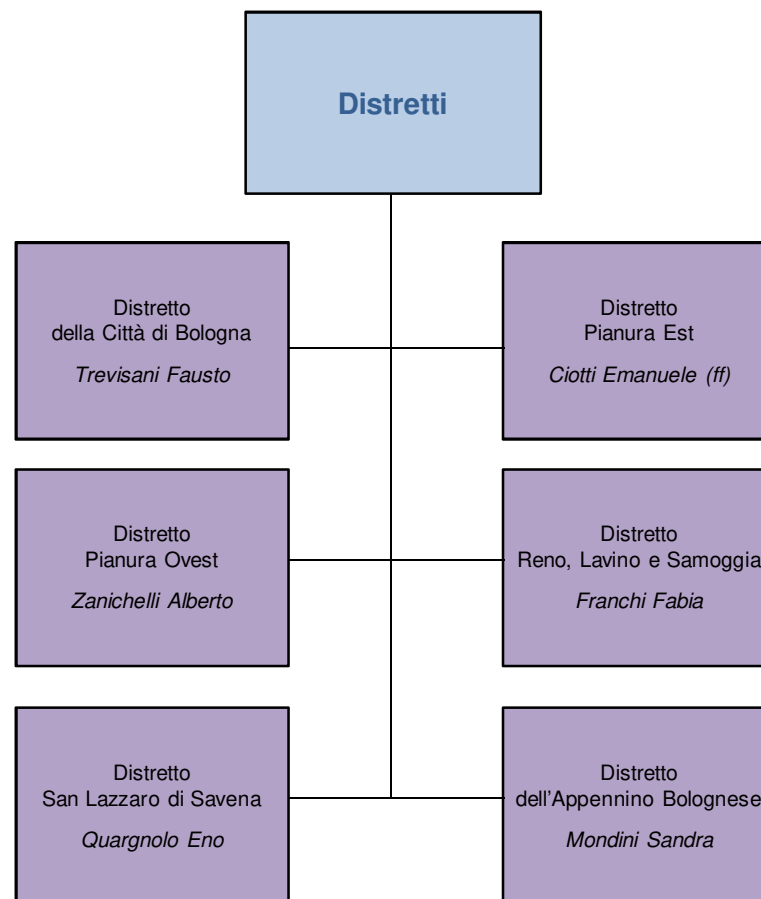 Distretti
Distretto
della Città di Bologna
Trevisani Fausto
Distretto
Pianura Est
Ciotti Emanuele (ff)
Distretto
Pianura Ovest
Zanichelli Alberto
Distretto
Reno, Lavino e Samoggia
Franchi Fabia
Distretto
San Lazzaro di Savena
Quargnolo Eno
Distretto
dell'Appennino Bolognese
Mondini Sandra